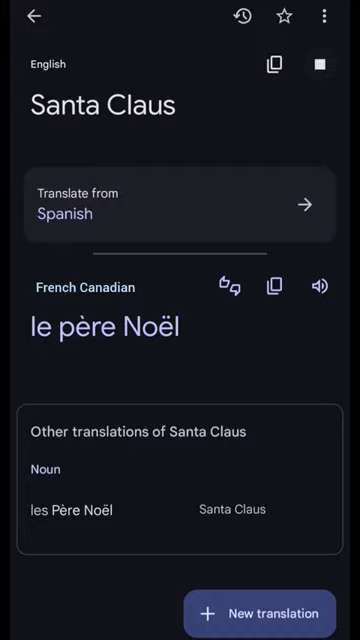 English
Santa Claus
Translate from
Spanish
French Canadian
le père Noël
Other translations of Santa Claus
Noun
les Père Noël Santa Claus
New translation